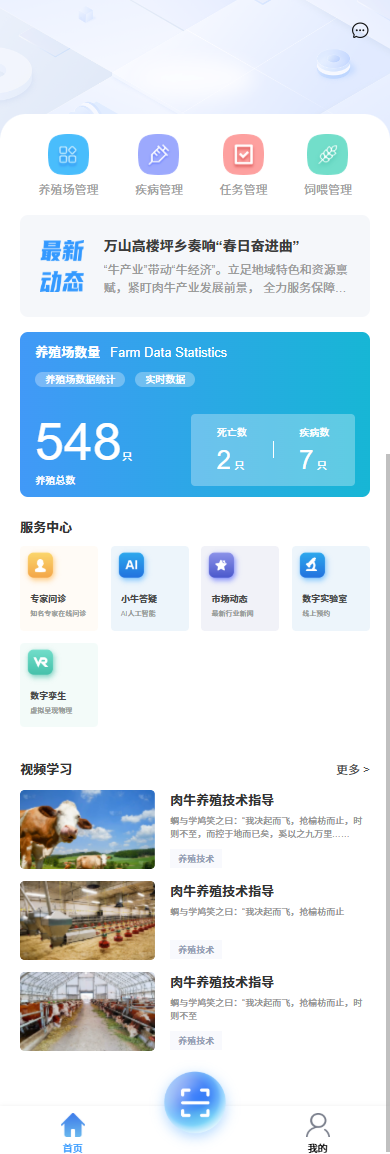 养殖场管理 疾病管理 任务管理 饲喂管理
最新
动态
万山高楼坪乡奏响“春日奋进曲”
“牛产业”带动“牛经济”。立足地域特色和资源禀
赋，紧盯肉牛产业发展前景， 全力服务保障...
养殖场数量 Farm Data Statistics
养殖场数据统计 实时数据
548只
养殖总数
死亡数 疾病数
2 只 7 只
服务中心
AI
专家问诊 小牛答疑 市场动态 数字实验室
知名专家在线问诊 AI人工智能 最新行业新闻 线上预约
VR
数字孪生
虚拟呈现物理
视频学习 更多 >
肉牛养殖技术指导
蜩与学鸠笑之曰：“我决起而飞，抢榆枋而止，时
则不至，而控于地而已矣，奚以之九万里……
养殖技术
肉牛养殖技术指导
蜩与学鸠笑之曰：“我决起而飞，抢榆枋而止
养殖技术
肉牛养殖技术指导
蜩与学鸠笑之曰：“我决起而飞，抢榆枋而止，时
则不至
养殖技术
首页 我的